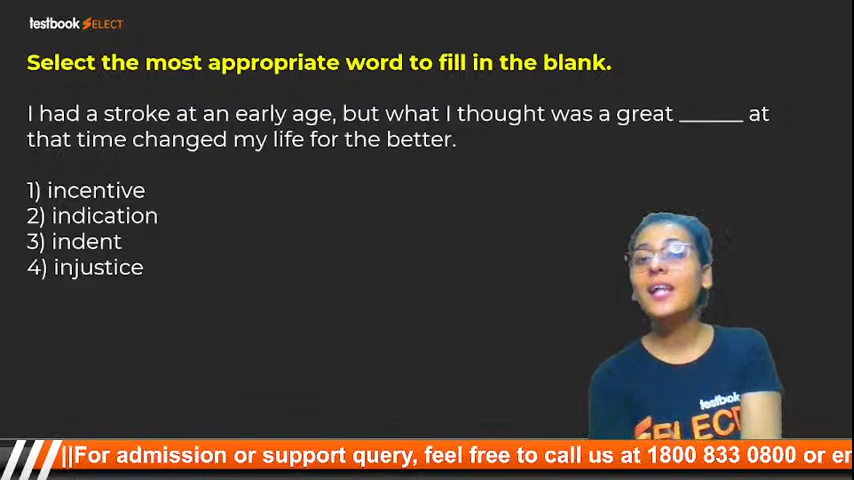 testbook SELECT
Select the most appropriate word to fill in the blank.
I had a stroke at an early age, but what I thought was a great ______ at
that time changed my life for the better.
1) incentive
2) indication
3) indent
4) injustice
testbook
SELECT
||For admission or support query, feel free to call us at 1800 833 0800 or